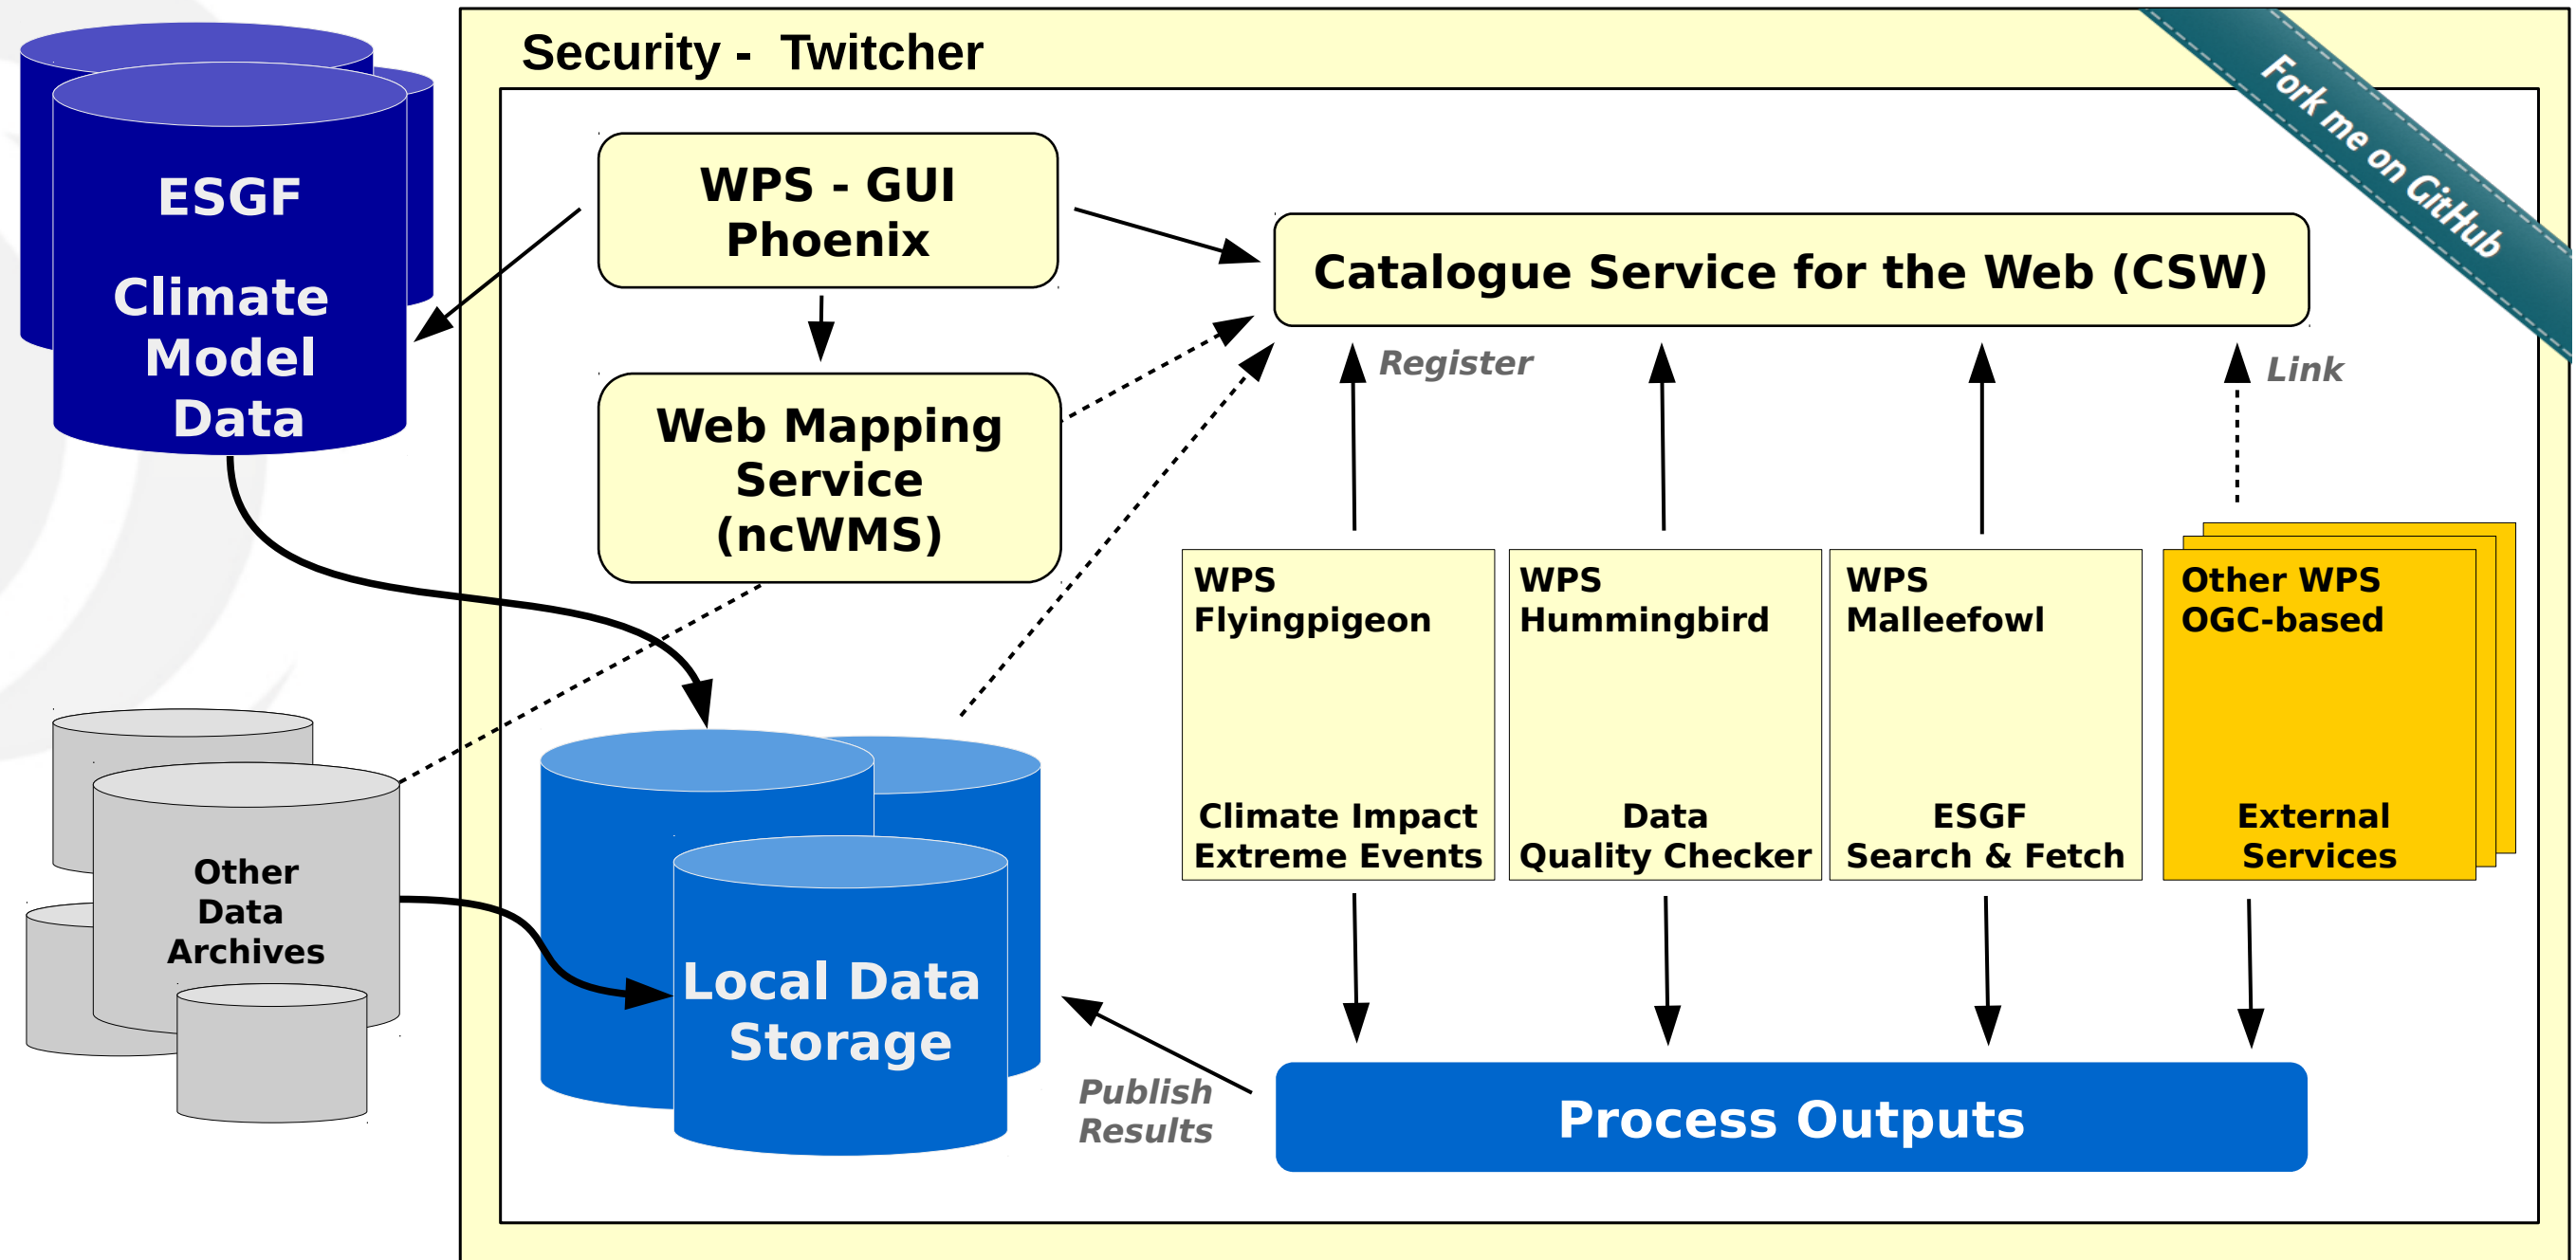 Security -  Twitcher
Fork me on GitHub
ESGF
Climate
Model
Data
WPS - GUI
Phoenix
Catalogue Service for the Web (CSW)
Register
Link
Web Mapping
Service
(ncWMS)
WPS
Flyingpigeon
Climate Impact
Extreme Events
WPS
Hummingbird
Data
Quality Checker
WPS
Malleefowl
ESGF
Search & Fetch
Other WPS
OGC-based
External
Services
Other
Data
Archives
Local Data
Storage
Publish
Results
Process Outputs